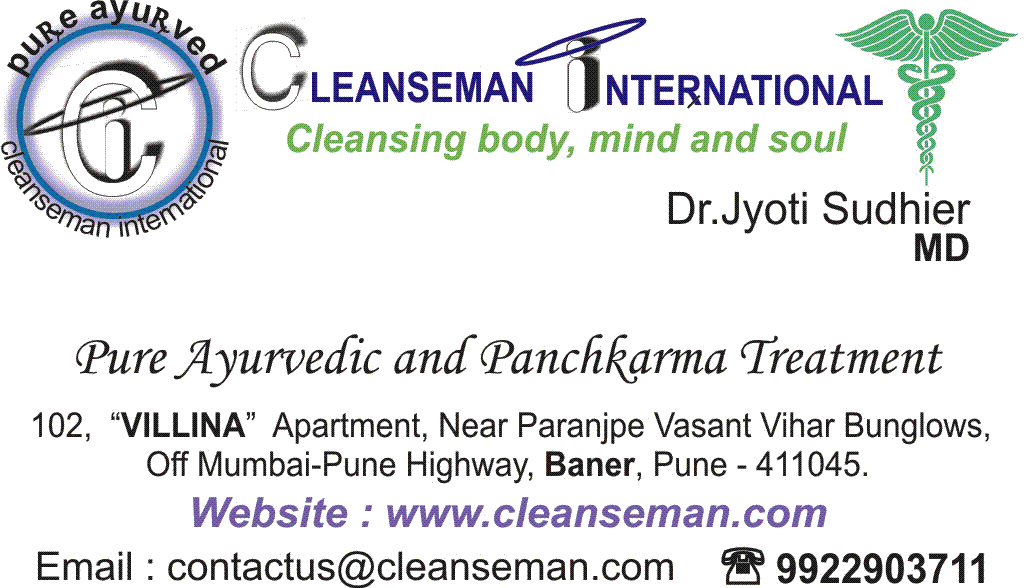 puRe ayuRved
cleanseman international
CLEANSEMAN iNTERNATIONAL
Cleansing body, mind and soul
Dr.Jyoti Sudhier
MD
Pure Ayurvedic and Panchkarma Treatment
102, “VILLINA” Apartment, Near Paranjpe Vasant Vihar Bunglows,
Off Mumbai-Pune Highway, Baner, Pune - 411045.
Website : www.cleanseman.com
Email : contactus@cleanseman.com ☎ 9922903711